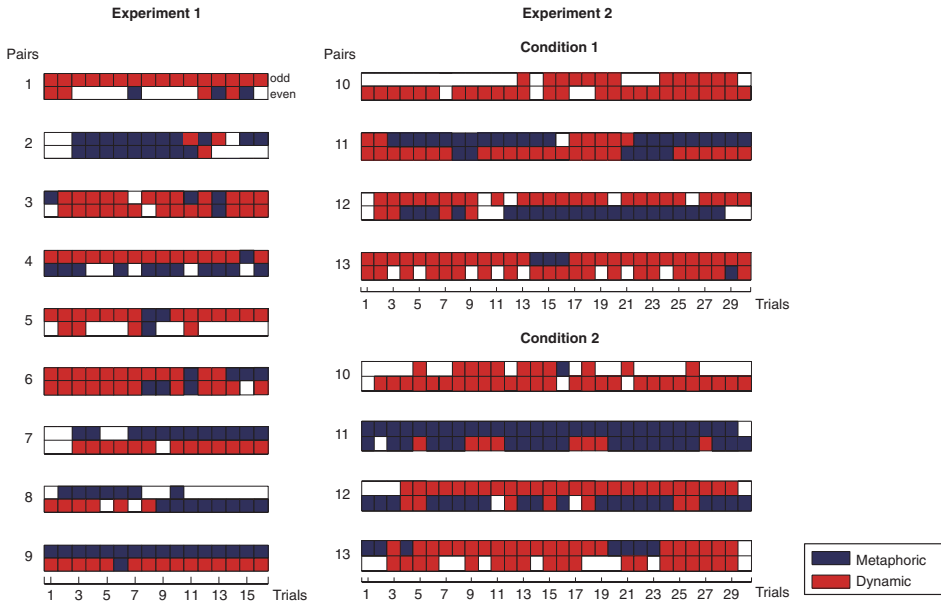 Experiment 1
Pairs
1
odd
even
2
3
4
5
6
7
8
9
1 3 5 7 9 11 13 15 Trials
Experiment 2
Condition 1
Pairs
10
11
12
13
1 3 5 7 9 11 13 15 17 19 21 23 25 27 29 Trials
Condition 2
10
11
12
13
1 3 5 7 9 11 13 15 17 19 21 23 25 27 29 Trials
Metaphoric
Dynamic